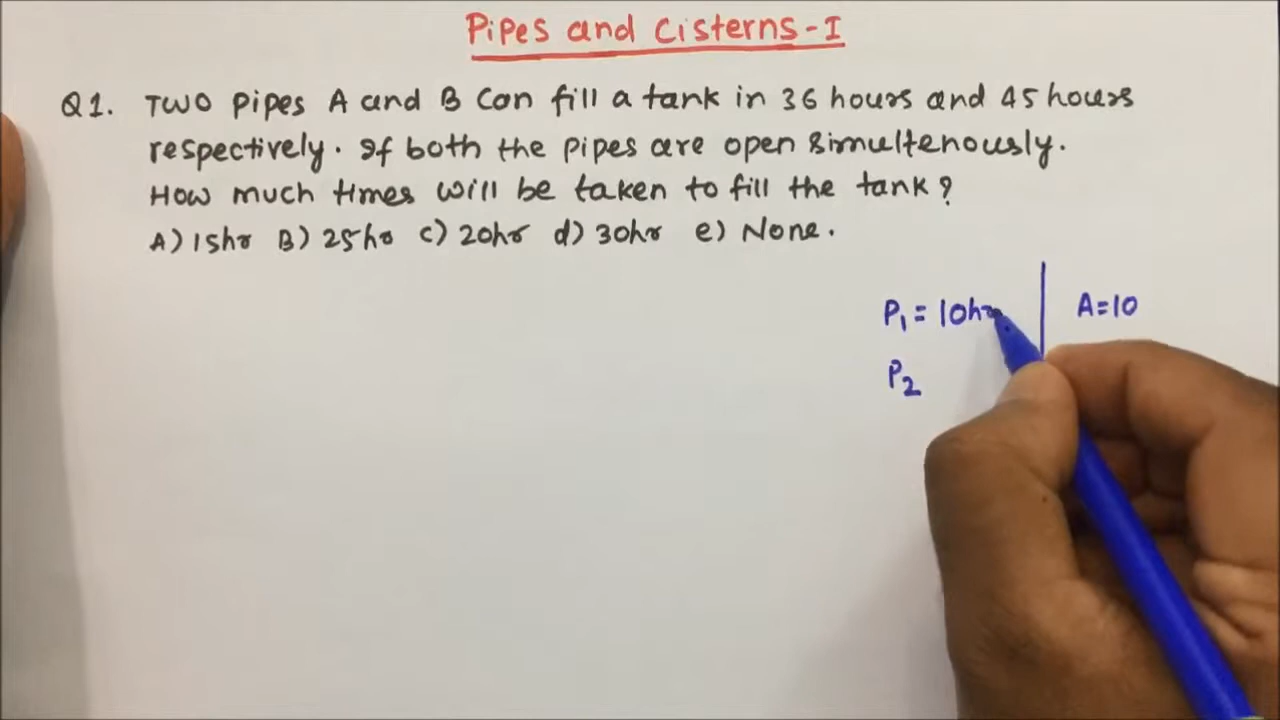 Pipes and Cisterns-I
Q1. Two pipes A and B Can fill a tank in 36 hours and 45 hours
respectively. If both the pipes are open simultenously.
How much times will be taken to fill the tank?
A) 15hr B) 25hr c) 20hr d) 30hr e) None.
P1 = 10hr A=10
P2